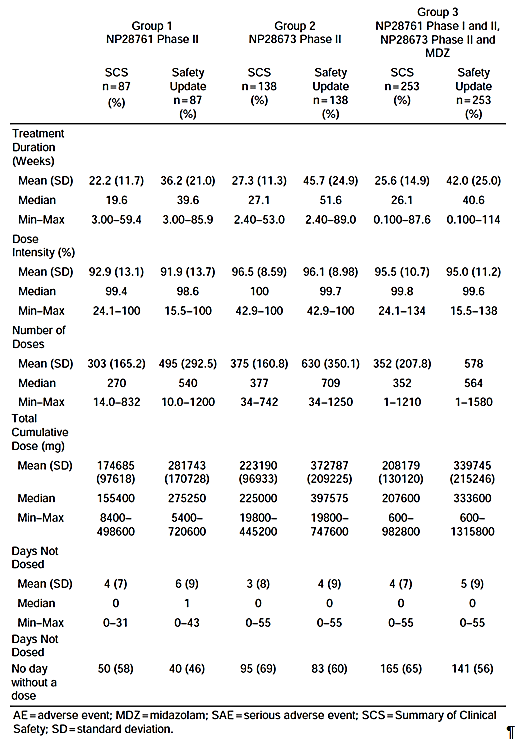 Group 1 Group 2 Group 3
NP28761 Phase II NP28673 Phase II NP28761 Phase I and II,
NP28673 Phase II and
MDZ
SCS Safety SCS Safety SCS Safety
n=87 Update n=138 Update n=253 Update
(%) n=87 (%) n=138 (%) n=253
(%) (%) (%)
Treatment
Duration
(Weeks)
Mean (SD) 22.2 (11.7) 36.2 (21.0) 27.3 (11.3) 45.7 (24.9) 25.6 (14.9) 42.0 (25.0)
Median 19.6 39.6 27.1 51.6 26.1 40.6
Min–Max 3.00–59.4 3.00–85.9 2.40–53.0 2.40–89.0 0.100–87.6 0.100–114
Dose
Intensity (%)
Mean (SD) 92.9 (13.1) 91.9 (13.7) 96.5 (8.59) 96.1 (8.98) 95.5 (10.7) 95.0 (11.2)
Median 99.4 98.6 100 99.7 99.8 99.6
Min–Max 24.1–100 15.5–100 42.9–100 42.9–100 24.1–134 15.5–138
Number of
Doses
Mean (SD) 303 (165.2) 495 (292.5) 375 (160.8) 630 (350.1) 352 (207.8) 578
Median 270 540 377 709 352 564
Min–Max 14.0–832 10.0–1200 34–742 34–1250 1–1210 1–1580
Total
Cumulative
Dose (mg)
Mean (SD) 174685 281743 223190 372787 208179 339745
(97618) (170728) (96933) (209225) (130120) (215246)
Median 155400 275250 225000 397575 207600 333600
Min–Max 8400– 5400– 19800– 19800– 600– 600–
498600 720600 445200 747600 982800 1315800
Days Not
Dosed
Mean (SD) 4 (7) 6 (9) 3 (8) 4 (9) 4 (7) 5 (9)
Median 0 1 0 0 0 0
Min–Max 0–31 0–43 0–55 0–55 0–55 0–55
Days Not
Dosed
No day 50 (58) 40 (46) 95 (69) 83 (60) 165 (65) 141 (56)
without a
dose
AE=adverse event; MDZ=midazolam; SAE=serious adverse event; SCS=Summary of Clinical
Safety; SD=standard deviation. ¶